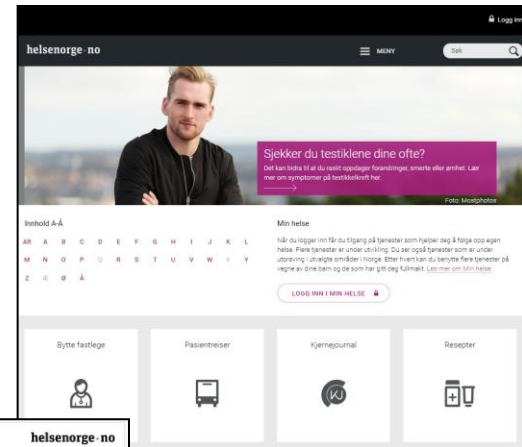 Logg inn
helsenorge·no
MENY
Søk
Sjekker du testiklene dine ofte?
Det kan bidra til at du raskt oppdager forandringer, smerte eller ømhet. Lær
mer om symptomer på testikkelkreft her.
Foto: Mostphotos
Innhold A-Å
Alt A B C D E F G H I J K L
M N O P Q R S T U V W X Y
Z Æ Ø Å
Min helse
Når du logger inn får du tilgang på tjenester som hjelper deg å følge opp egen
helse. Flere tjenester er under utvikling. Du ser også tjenester som er under
utprøving i utvalgte områder i Norge. Etter hvert kan du benytte flere tjenester på
vegne av dine barn og de som har gitt deg fullmakt. Les mer om Min helse
LOGG INN I MIN HELSE
Bytte fastlege
Pasientreiser
Kjernejournal
Resepter
helsenorge·no